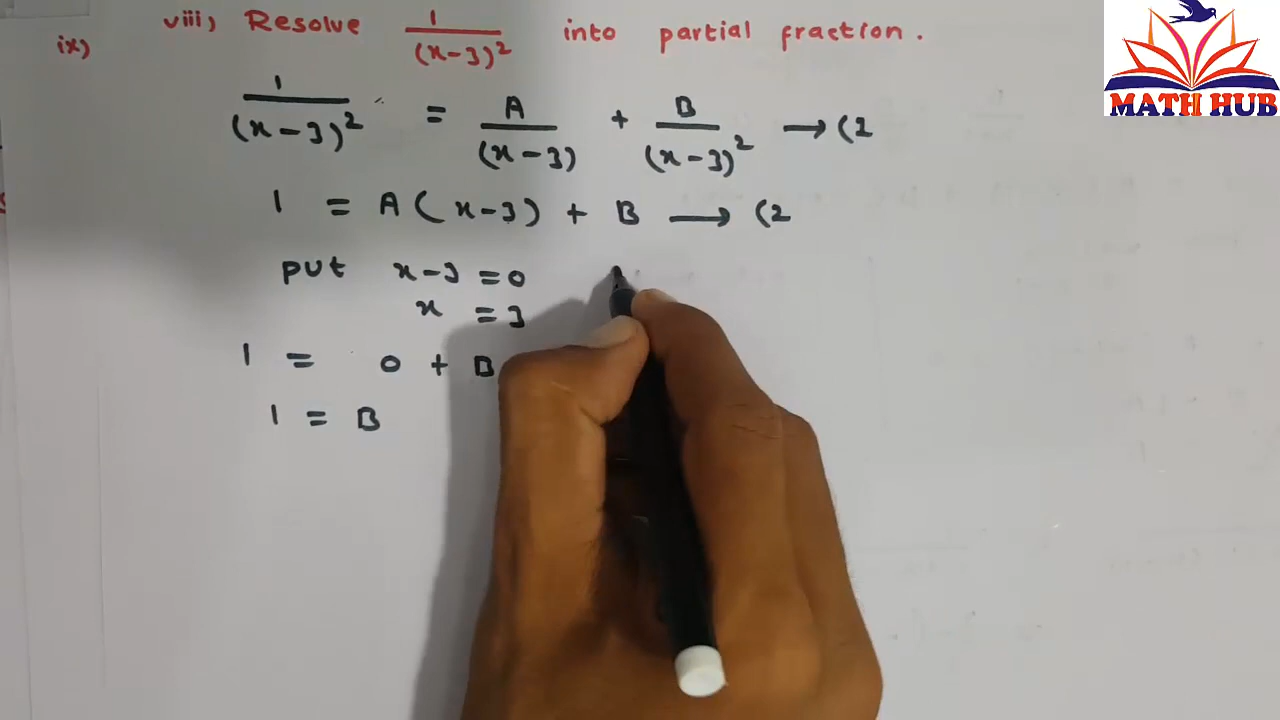 viii, Resolve 1/(x-3)² into partial fraction.
ix)
1/(x-3)² = A/(x-3) + B/(x-3)² → (2
1 = A(x-3) + B → (2
put x-3 = 0
x = 3
1 = 0 + B
1 = B
MATH HUB